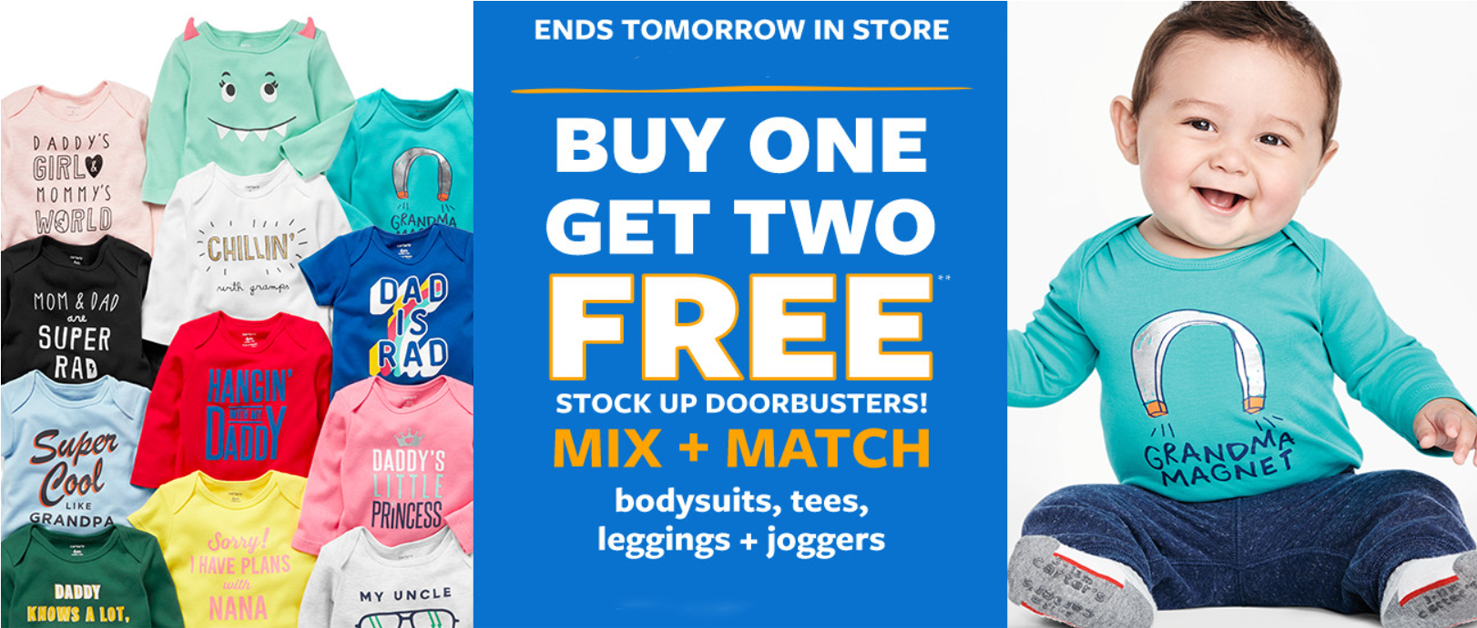 DADDY'S
GIRL &
MOMMY'S
WORLD
GRANDMA
CHILLIN'
with gramps
MOM & DAD
are
SUPER
RAD
DAD
IS
RAD
HANGIN'
WITH MY
DADDY
Super
Cool
LIKE
GRANDPA
DADDY'S
LITTLE
PRINCESS
Sorry!
I HAVE PLANS
with
NANA
DADDY
KNOWS A LOT,
MY UNCLE
ENDS TOMORROW IN STORE
BUY ONE
GET TWO
FREE**
STOCK UP DOORBUSTERS!
MIX + MATCH
bodysuits, tees,
leggings + joggers
GRANDMA
MAGNET